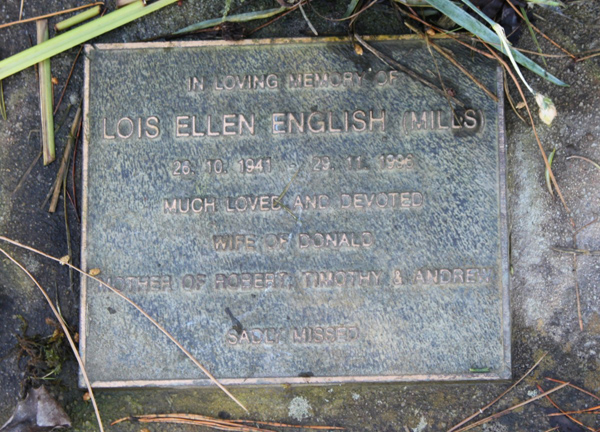 IN LOVING MEMORY OF
LOIS ELLEN ENGLISH (MILLS)
26. 10. 1941 - 29. 11. 1996
MUCH LOVED AND DEVOTED
WIFE OF DONALD
MOTHER OF ROBERT, TIMOTHY & ANDREW
SADLY MISSED